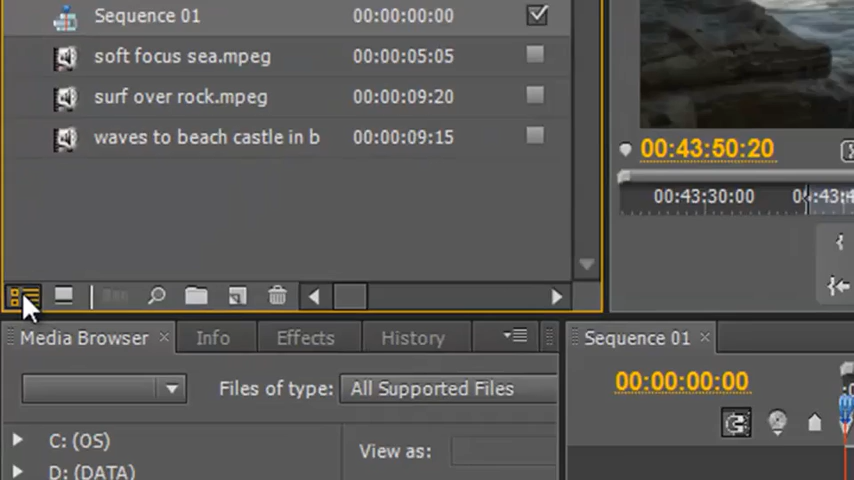 Sequence 01 00:00:00:00
soft focus sea.mpeg 00:00:05:05
surf over rock.mpeg 00:00:09:20
waves to beach castle in b 00:00:09:15
00:43:50:20
00:43:30:00
Media Browser Info Effects History
Sequence 01
Files of type: All Supported Files
00:00:00:00
C: (OS)
View as:
D: (DATA)